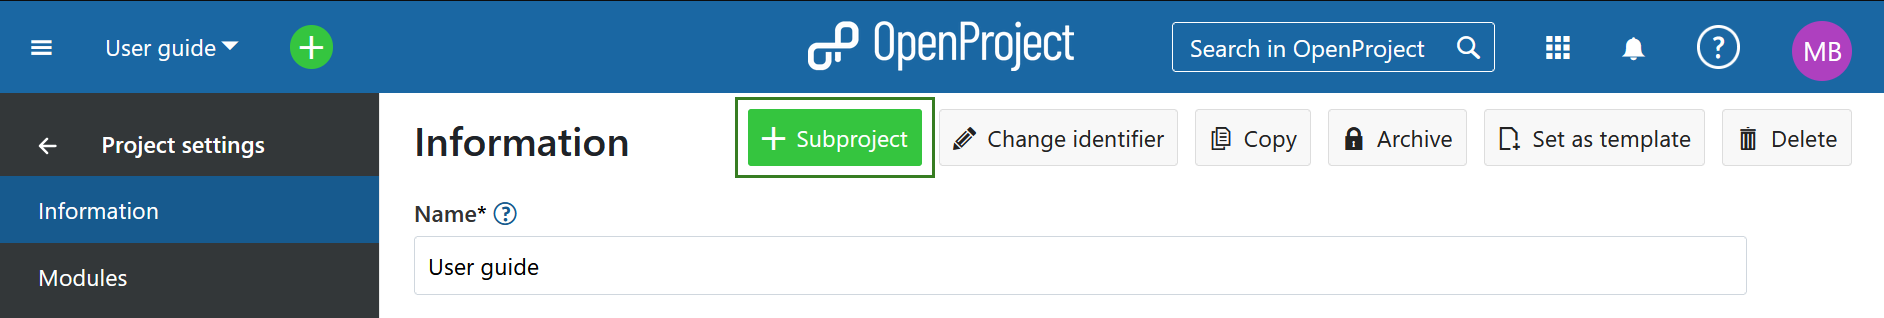 User guide
OpenProject
Search in OpenProject
?
MB
Project settings
Information
Modules
Information
+ Subproject
Change identifier
Copy
Archive
Set as template
Delete
Name* ?
User guide